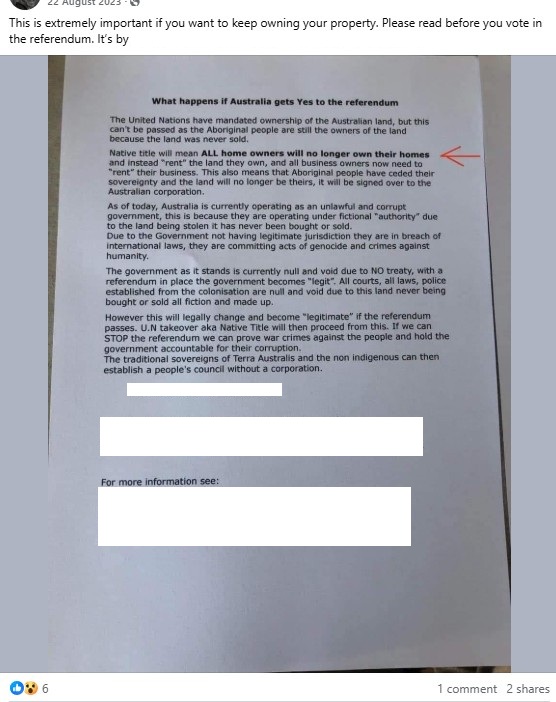 22 August 2023
This is extremely important if you want to keep owning your property. Please read before you vote in
the referendum. It's by
What happens if Australia gets Yes to the referendum
The United Nations have mandated ownership of the Australian land, but this
can't be passed as the Aboriginal people are still the owners of the land
because the land was never sold.
Native title will mean ALL home owners will no longer own their homes
and instead "rent" the land they own, and all business owners now need to
"rent" their business. This also means that Aboriginal people have ceded their
sovereignty and the land will no longer be theirs, it will be signed over to the
Australian corporation.
As of today, Australia is currently operating as an unlawful and corrupt
government, this is because they are operating under fictional "authority" due
to the land being stolen it has never been bought or sold.
Due to the Government not having legitimate jurisdiction they are in breach of
international laws, they are committing acts of genocide and crimes against
humanity.
The government as it stands is currently null and void due to NO treaty, with a
referendum in place the government becomes "legit". All courts, all laws, police
established from the colonisation are null and void due to this land never being
bought or sold all fiction and made up.
However this will legally change and become "legitimate" if the referendum
passes. U.N takeover aka Native Title will then proceed from this. If we can
STOP the referendum we can prove war crimes against the people and hold the
government accountable for their corruption.
The traditional sovereigns of Terra Australis and the non indigenous can then
establish a people's council without a corporation.
For more information see:
6
1 comment 2 shares